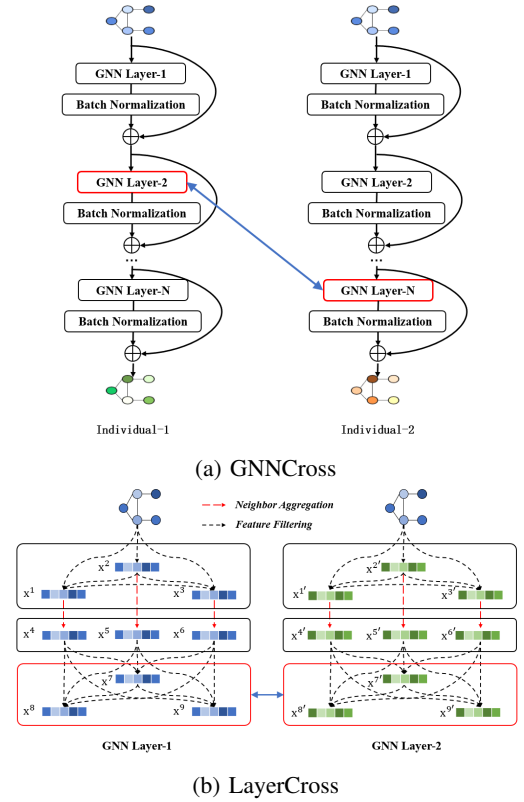 GNN Layer-1
Batch Normalization
GNN Layer-2
Batch Normalization
...
GNN Layer-N
Batch Normalization
Individual-1
GNN Layer-1
Batch Normalization
GNN Layer-2
Batch Normalization
...
GNN Layer-N
Batch Normalization
Individual-2
(a) GNNCross
Neighbor Aggregation
Feature Filtering
x² x²′
x¹ x³ x¹′ x³′
x⁴ x⁵ x⁶ x⁴′ x⁵′ x⁶′
x⁷ x⁷′
x⁸ x⁹ x⁸′ x⁹′
GNN Layer-1 GNN Layer-2
(b) LayerCross